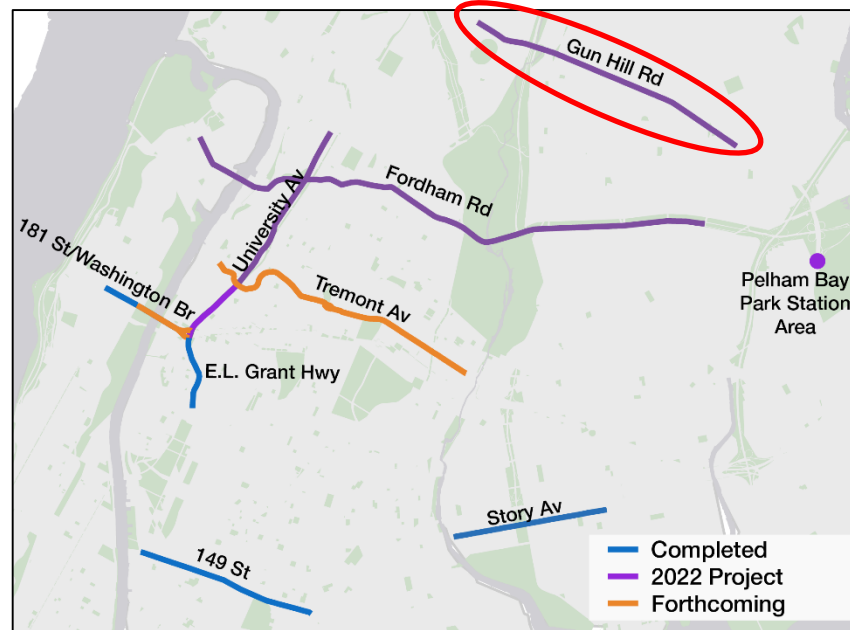 Gun Hill Rd
Fordham Rd
University Av
181 St/Washington Br
Tremont Av
Pelham Bay
Park Station
Area
E.L. Grant Hwy
Story Av
149 St
Completed
2022 Project
Forthcoming